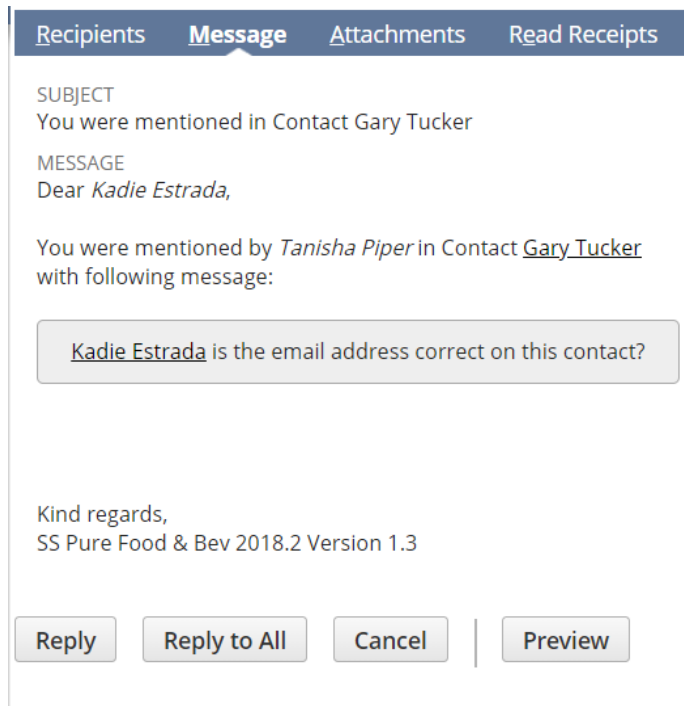 Recipients Message Attachments Read Receipts
SUBJECT
You were mentioned in Contact Gary Tucker
MESSAGE
Dear Kadie Estrada,
You were mentioned by Tanisha Piper in Contact Gary Tucker
with following message:
Kadie Estrada is the email address correct on this contact?
Kind regards,
SS Pure Food & Bev 2018.2 Version 1.3
Reply Reply to All Cancel Preview